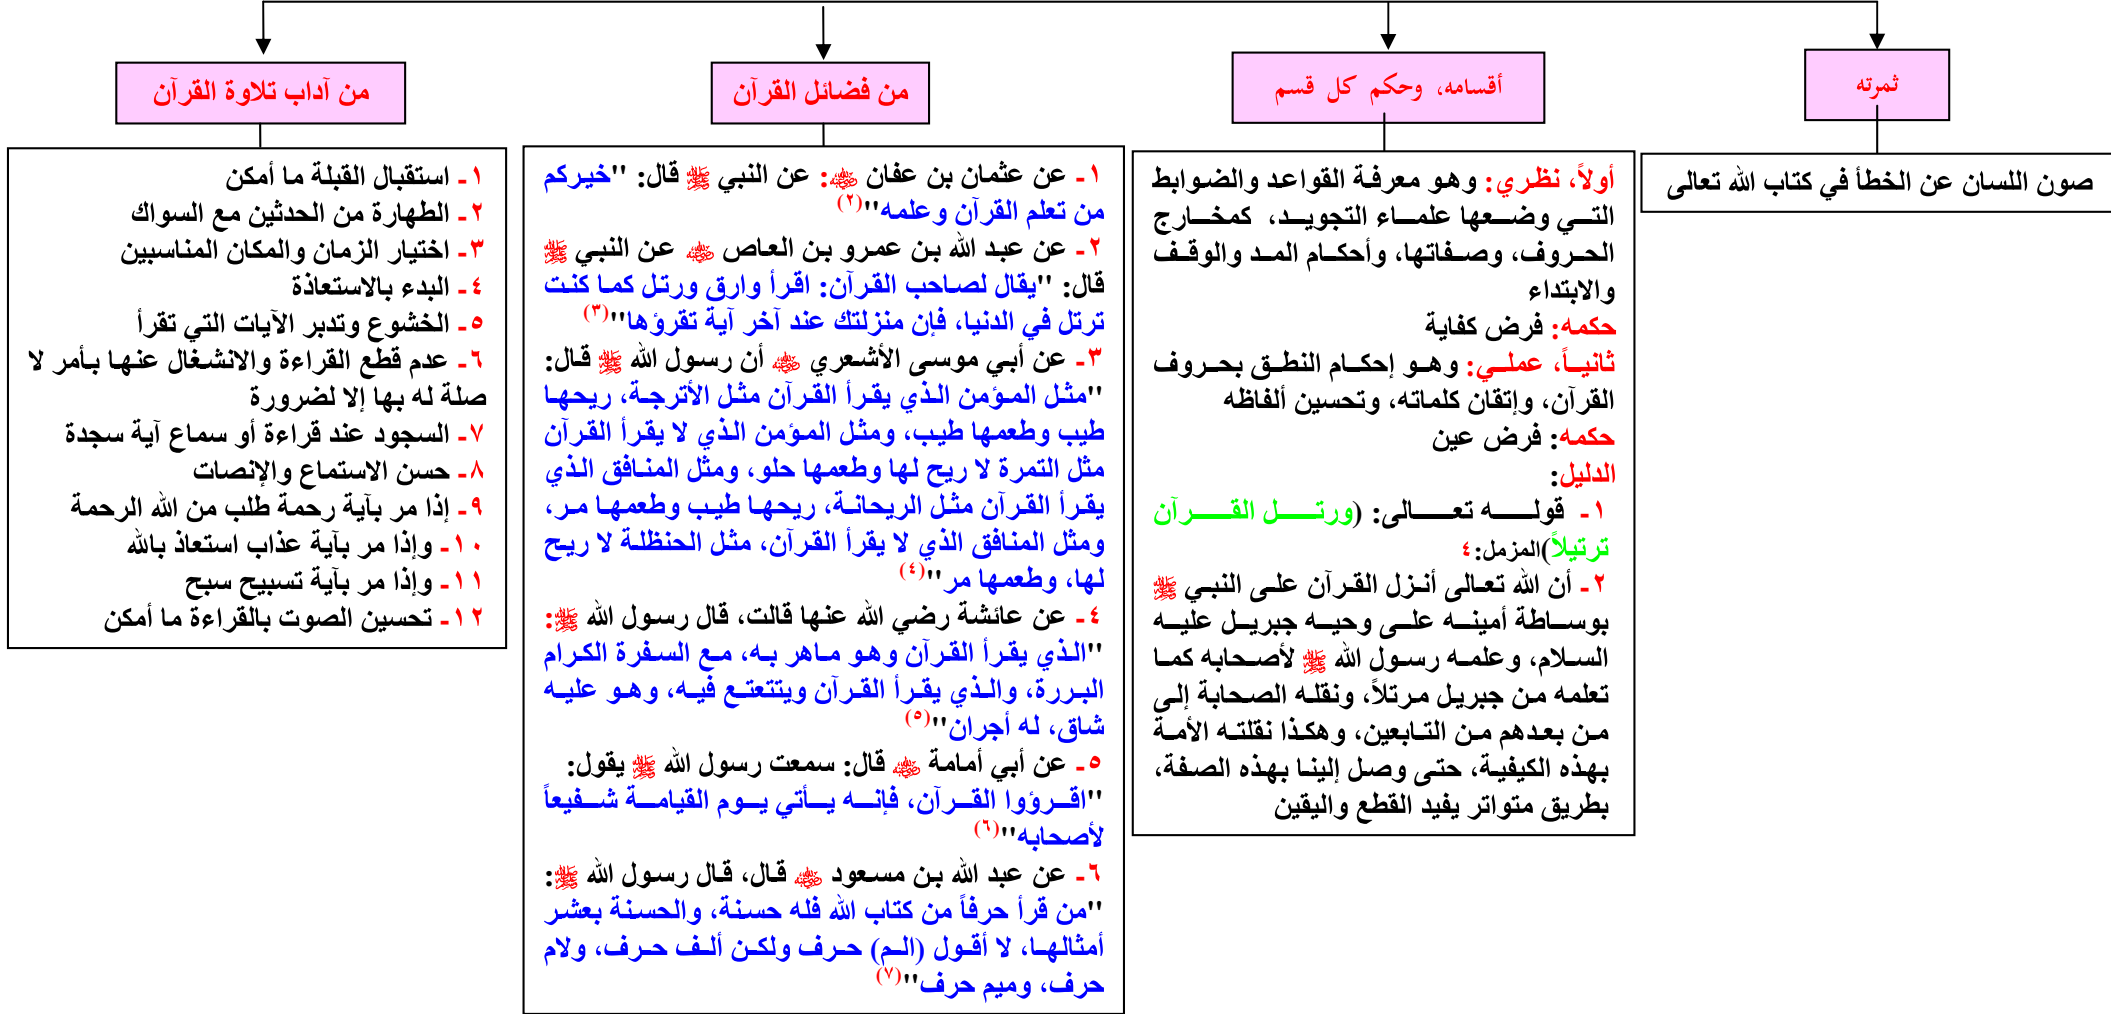 ثمرته
صون اللسان عن الخطأ في كتاب الله تعالى
أقسامه، وحكم كل قسم
أولاً، نظري: وهو معرفة القواعد والضوابط
التي وضعها علماء التجويد، كمخارج
الحروف، وصفاتها، وأحكام المد والوقف
والابتداء
حكمه: فرض كفاية
ثانياً، عملي: وهو إحكام النطق بحروف
القرآن، وإتقان كلماته، وتحسين ألفاظه
حكمه: فرض عين
الدليل:
١- قوله تعالى: (ورتل القرآن
ترتيلاً)المزمل:٤
٢- أن الله تعالى أنزل القرآن على النبي ﷺ
بوساطة أمينه على وحيه جبريل عليه
السلام، وعلمه رسول الله ﷺ لأصحابه كما
تعلمه من جبريل مرتلاً، ونقله الصحابة إلى
من بعدهم من التابعين، وهكذا نقلته الأمة
بهذه الكيفية، حتى وصل إلينا بهذه الصفة،
بطريق متواتر يفيد القطع واليقين
من فضائل القرآن
١- عن عثمان بن عفان رضي الله عنه: عن النبي ﷺ قال: "خيركم
من تعلم القرآن وعلمه"(٢)
٢- عن عبد الله بن عمرو بن العاص رضي الله عنه عن النبي ﷺ
قال: "يقال لصاحب القرآن: اقرأ وارق ورتل كما كنت
ترتل في الدنيا، فإن منزلتك عند آخر آية تقرؤها"(٣)
٣- عن أبي موسى الأشعري رضي الله عنه أن رسول الله ﷺ قال:
"مثل المؤمن الذي يقرأ القرآن مثل الأترجة، ريحها
طيب وطعمها طيب، ومثل المؤمن الذي لا يقرأ القرآن
مثل التمرة لا ريح لها وطعمها حلو، ومثل المنافق الذي
يقرأ القرآن مثل الريحانة، ريحها طيب وطعمها مر،
ومثل المنافق الذي لا يقرأ القرآن، مثل الحنظلة لا ريح
لها، وطعمها مر"(٤)
٤- عن عائشة رضي الله عنها قالت، قال رسول الله ﷺ:
"الذي يقرأ القرآن وهو ماهر به، مع السفرة الكرام
البررة، والذي يقرأ القرآن ويتتعتع فيه، وهو عليه
شاق، له أجران"(٥)
٥- عن أبي أمامة رضي الله عنه قال: سمعت رسول الله ﷺ يقول:
"اقرؤوا القرآن، فإنه يأتي يوم القيامة شفيعاً
لأصحابه"(٦)
٦- عن عبد الله بن مسعود رضي الله عنه قال، قال رسول الله ﷺ:
"من قرأ حرفاً من كتاب الله فله حسنة، والحسنة بعشر
أمثالها، لا أقول (الم) حرف ولكن ألف حرف، ولام
حرف، وميم حرف"(٧)
من آداب تلاوة القرآن
١- استقبال القبلة ما أمكن
٢- الطهارة من الحدثين مع السواك
٣- اختيار الزمان والمكان المناسبين
٤- البدء بالاستعاذة
٥- الخشوع وتدبر الآيات التي تقرأ
٦- عدم قطع القراءة والانشغال عنها بأمر لا
صلة له بها إلا لضرورة
٧- السجود عند قراءة أو سماع آية سجدة
٨- حسن الاستماع والإنصات
٩- إذا مر بآية رحمة طلب من الله الرحمة
١٠- وإذا مر بآية عذاب استعاذ بالله
١١- وإذا مر بآية تسبيح سبح
١٢- تحسين الصوت بالقراءة ما أمكن